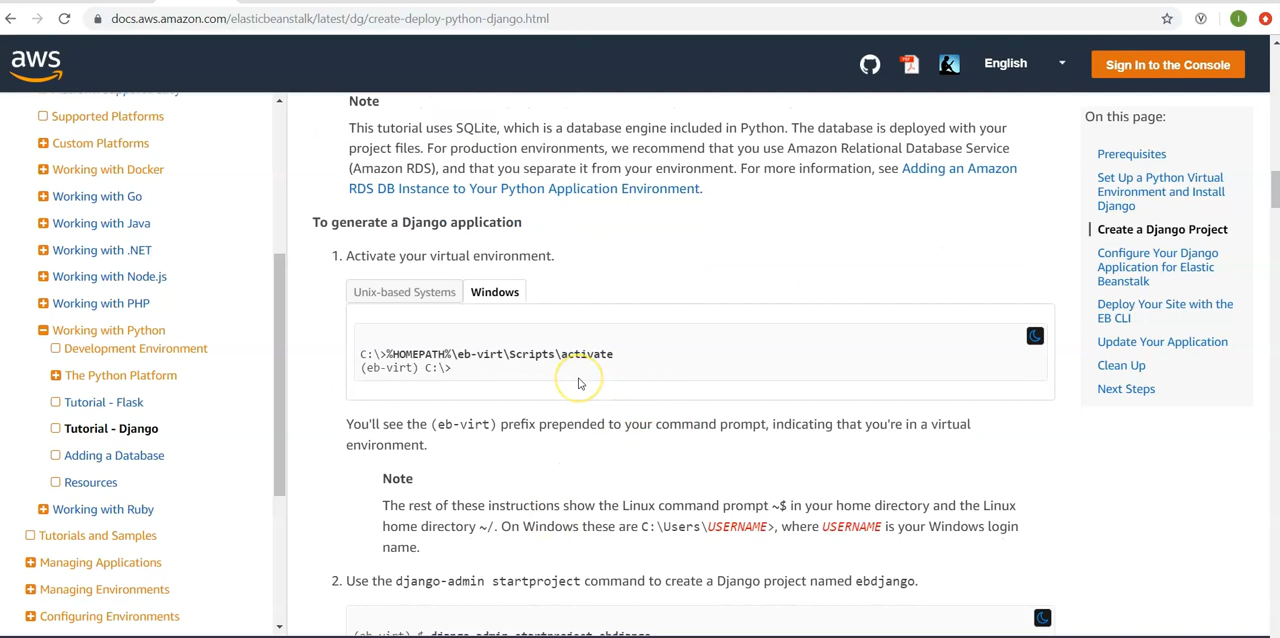 docs.aws.amazon.com/elasticbeanstalk/latest/dg/create-deploy-python-django.html
aws
English
Sign In to the Console
Supported Platforms
Custom Platforms
Working with Docker
Working with Go
Working with Java
Working with .NET
Working with Node.js
Working with PHP
Working with Python
Development Environment
The Python Platform
Tutorial - Flask
Tutorial - Django
Adding a Database
Resources
Working with Ruby
Tutorials and Samples
Managing Applications
Managing Environments
Configuring Environments
Note
This tutorial uses SQLite, which is a database engine included in Python. The database is deployed with your
project files. For production environments, we recommend that you use Amazon Relational Database Service
(Amazon RDS), and that you separate it from your environment. For more information, see Adding an Amazon
RDS DB Instance to Your Python Application Environment.
To generate a Django application
1. Activate your virtual environment.
Unix-based Systems
Windows
C:\>%HOMEPATH%\eb-virt\Scripts\activate
(eb-virt) C:\>
You'll see the (eb-virt) prefix prepended to your command prompt, indicating that you're in a virtual
environment.
Note
The rest of these instructions show the Linux command prompt ~$ in your home directory and the Linux
home directory ~/. On Windows these are C:\Users\USERNAME>, where USERNAME is your Windows login
name.
2. Use the django-admin startproject command to create a Django project named ebdjango.
(eb-virt) ~$ django-admin startproject ebdjango
On this page:
Prerequisites
Set Up a Python Virtual
Environment and Install
Django
Create a Django Project
Configure Your Django
Application for Elastic
Beanstalk
Deploy Your Site with the
EB CLI
Update Your Application
Clean Up
Next Steps